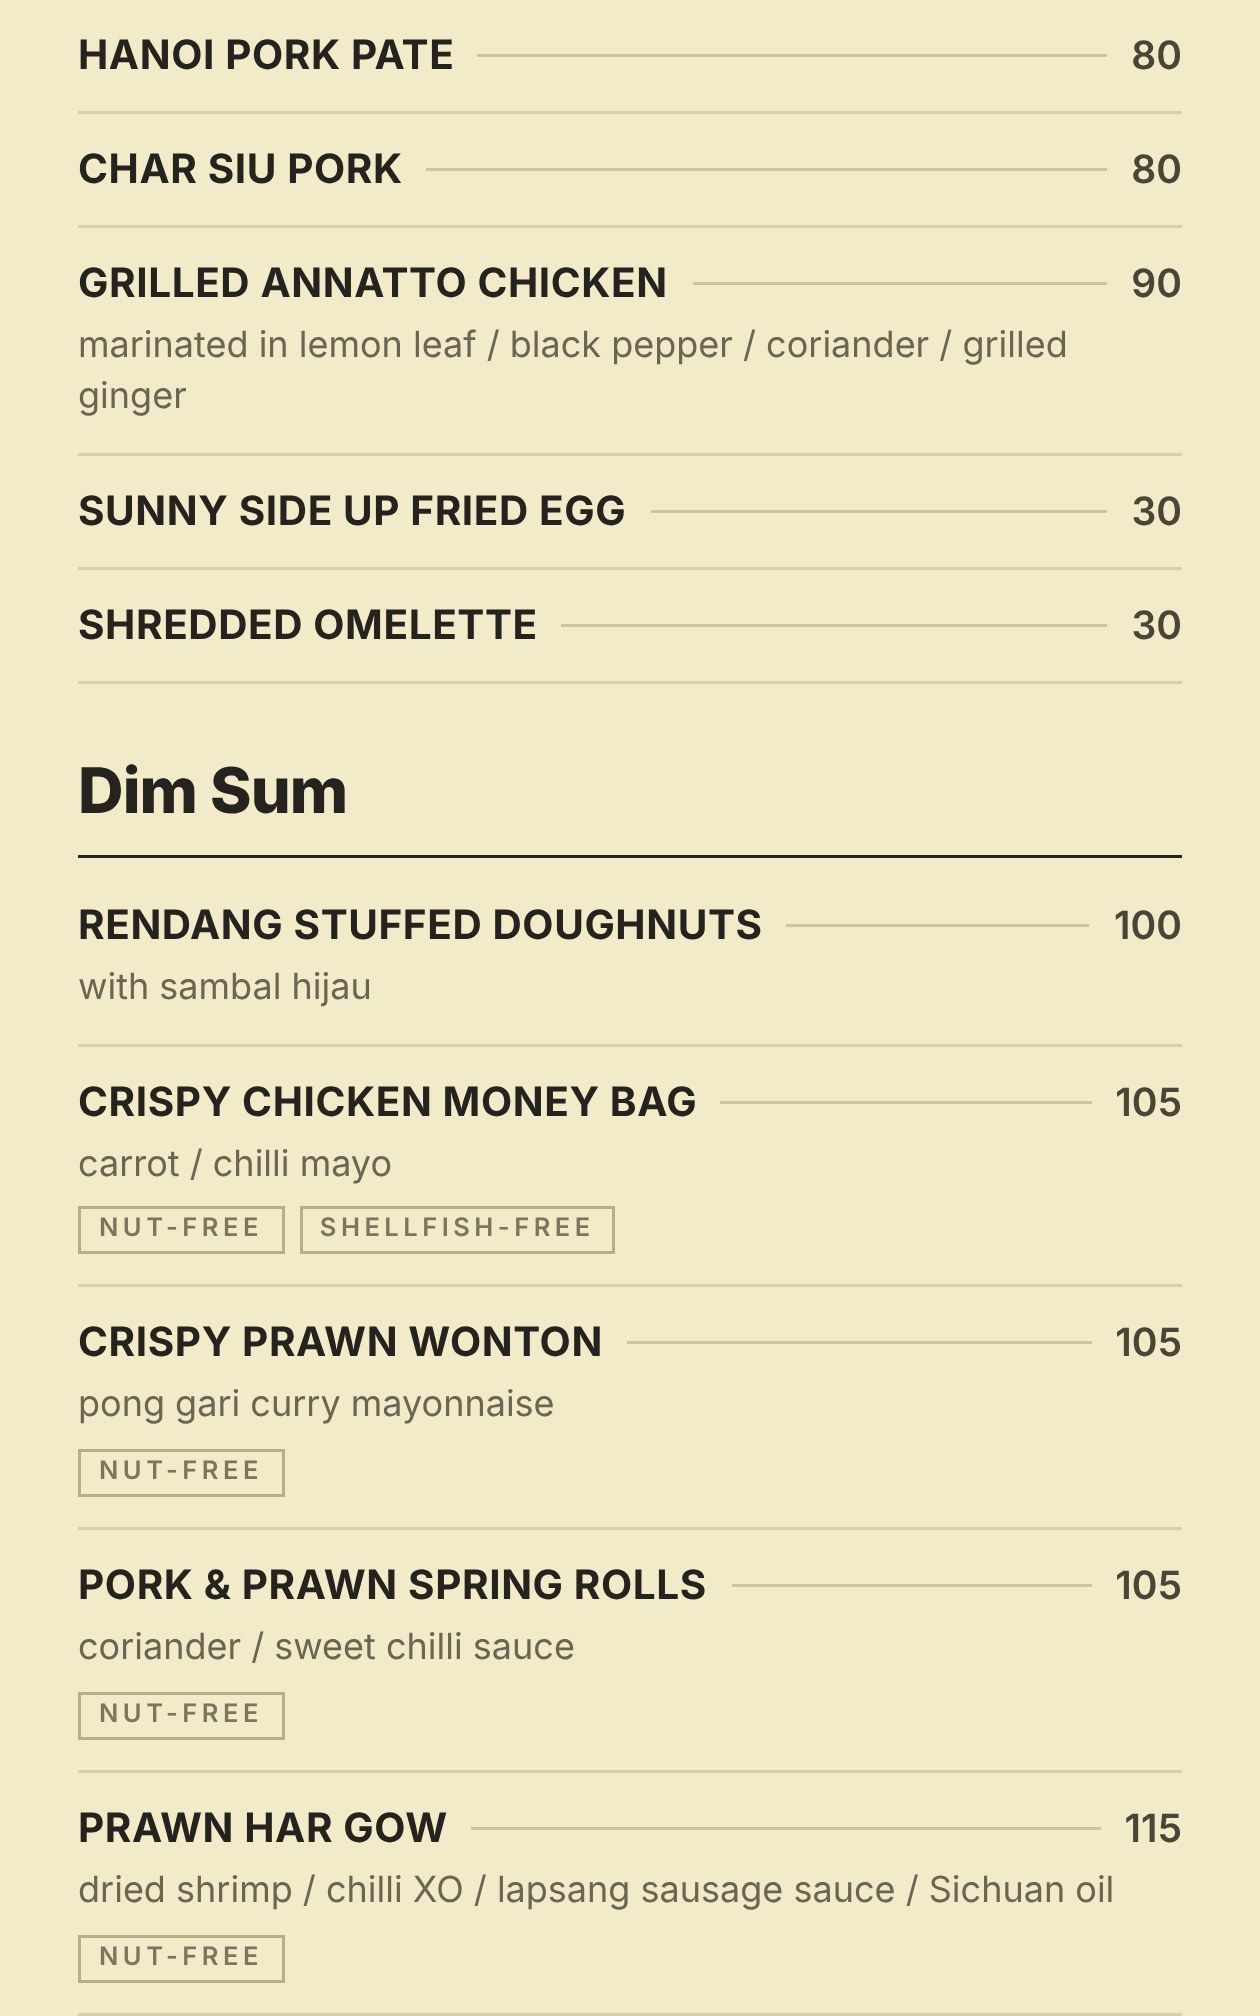 HANOI PORK PATE 80
CHAR SIU PORK 80
GRILLED ANNATTO CHICKEN 90
marinated in lemon leaf / black pepper / coriander / grilled
ginger
SUNNY SIDE UP FRIED EGG 30
SHREDDED OMELETTE 30
Dim Sum
RENDANG STUFFED DOUGHNUTS 100
with sambal hijau
CRISPY CHICKEN MONEY BAG 105
carrot / chilli mayo
NUT-FREE SHELLFISH-FREE
CRISPY PRAWN WONTON 105
pong gari curry mayonnaise
NUT-FREE
PORK & PRAWN SPRING ROLLS 105
coriander / sweet chilli sauce
NUT-FREE
PRAWN HAR GOW 115
dried shrimp / chilli XO / lapsang sausage sauce / Sichuan oil
NUT-FREE